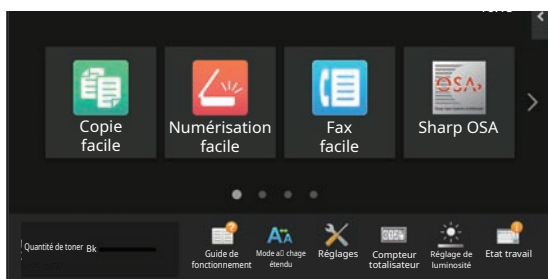 Copie
facile
Numérisation
facile
Fax
facile
OSA
Sharp OSA
Quantité de toner Bk
Guide de
fonctionnement
Mode a chage
étendu
Réglages
Compteur
totalisateur
Réglage de
luminosité
Etat travail